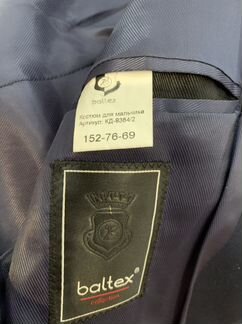 baltex
Костюм для мальчика
Артикул: КД-8384/2
152-76-69
baltex®
collection